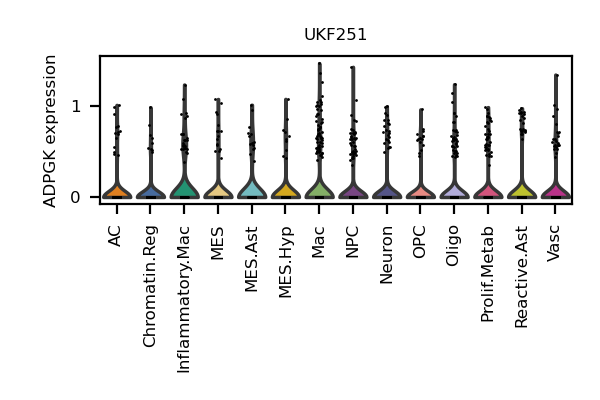 UKF251
ADPGK expression
1
0
AC
Chromatin.Reg
Inflammatory.Mac
MES
MES.Ast
MES.Hyp
Mac
NPC
Neuron
OPC
Oligo
Prolif.Metab
Reactive.Ast
Vasc